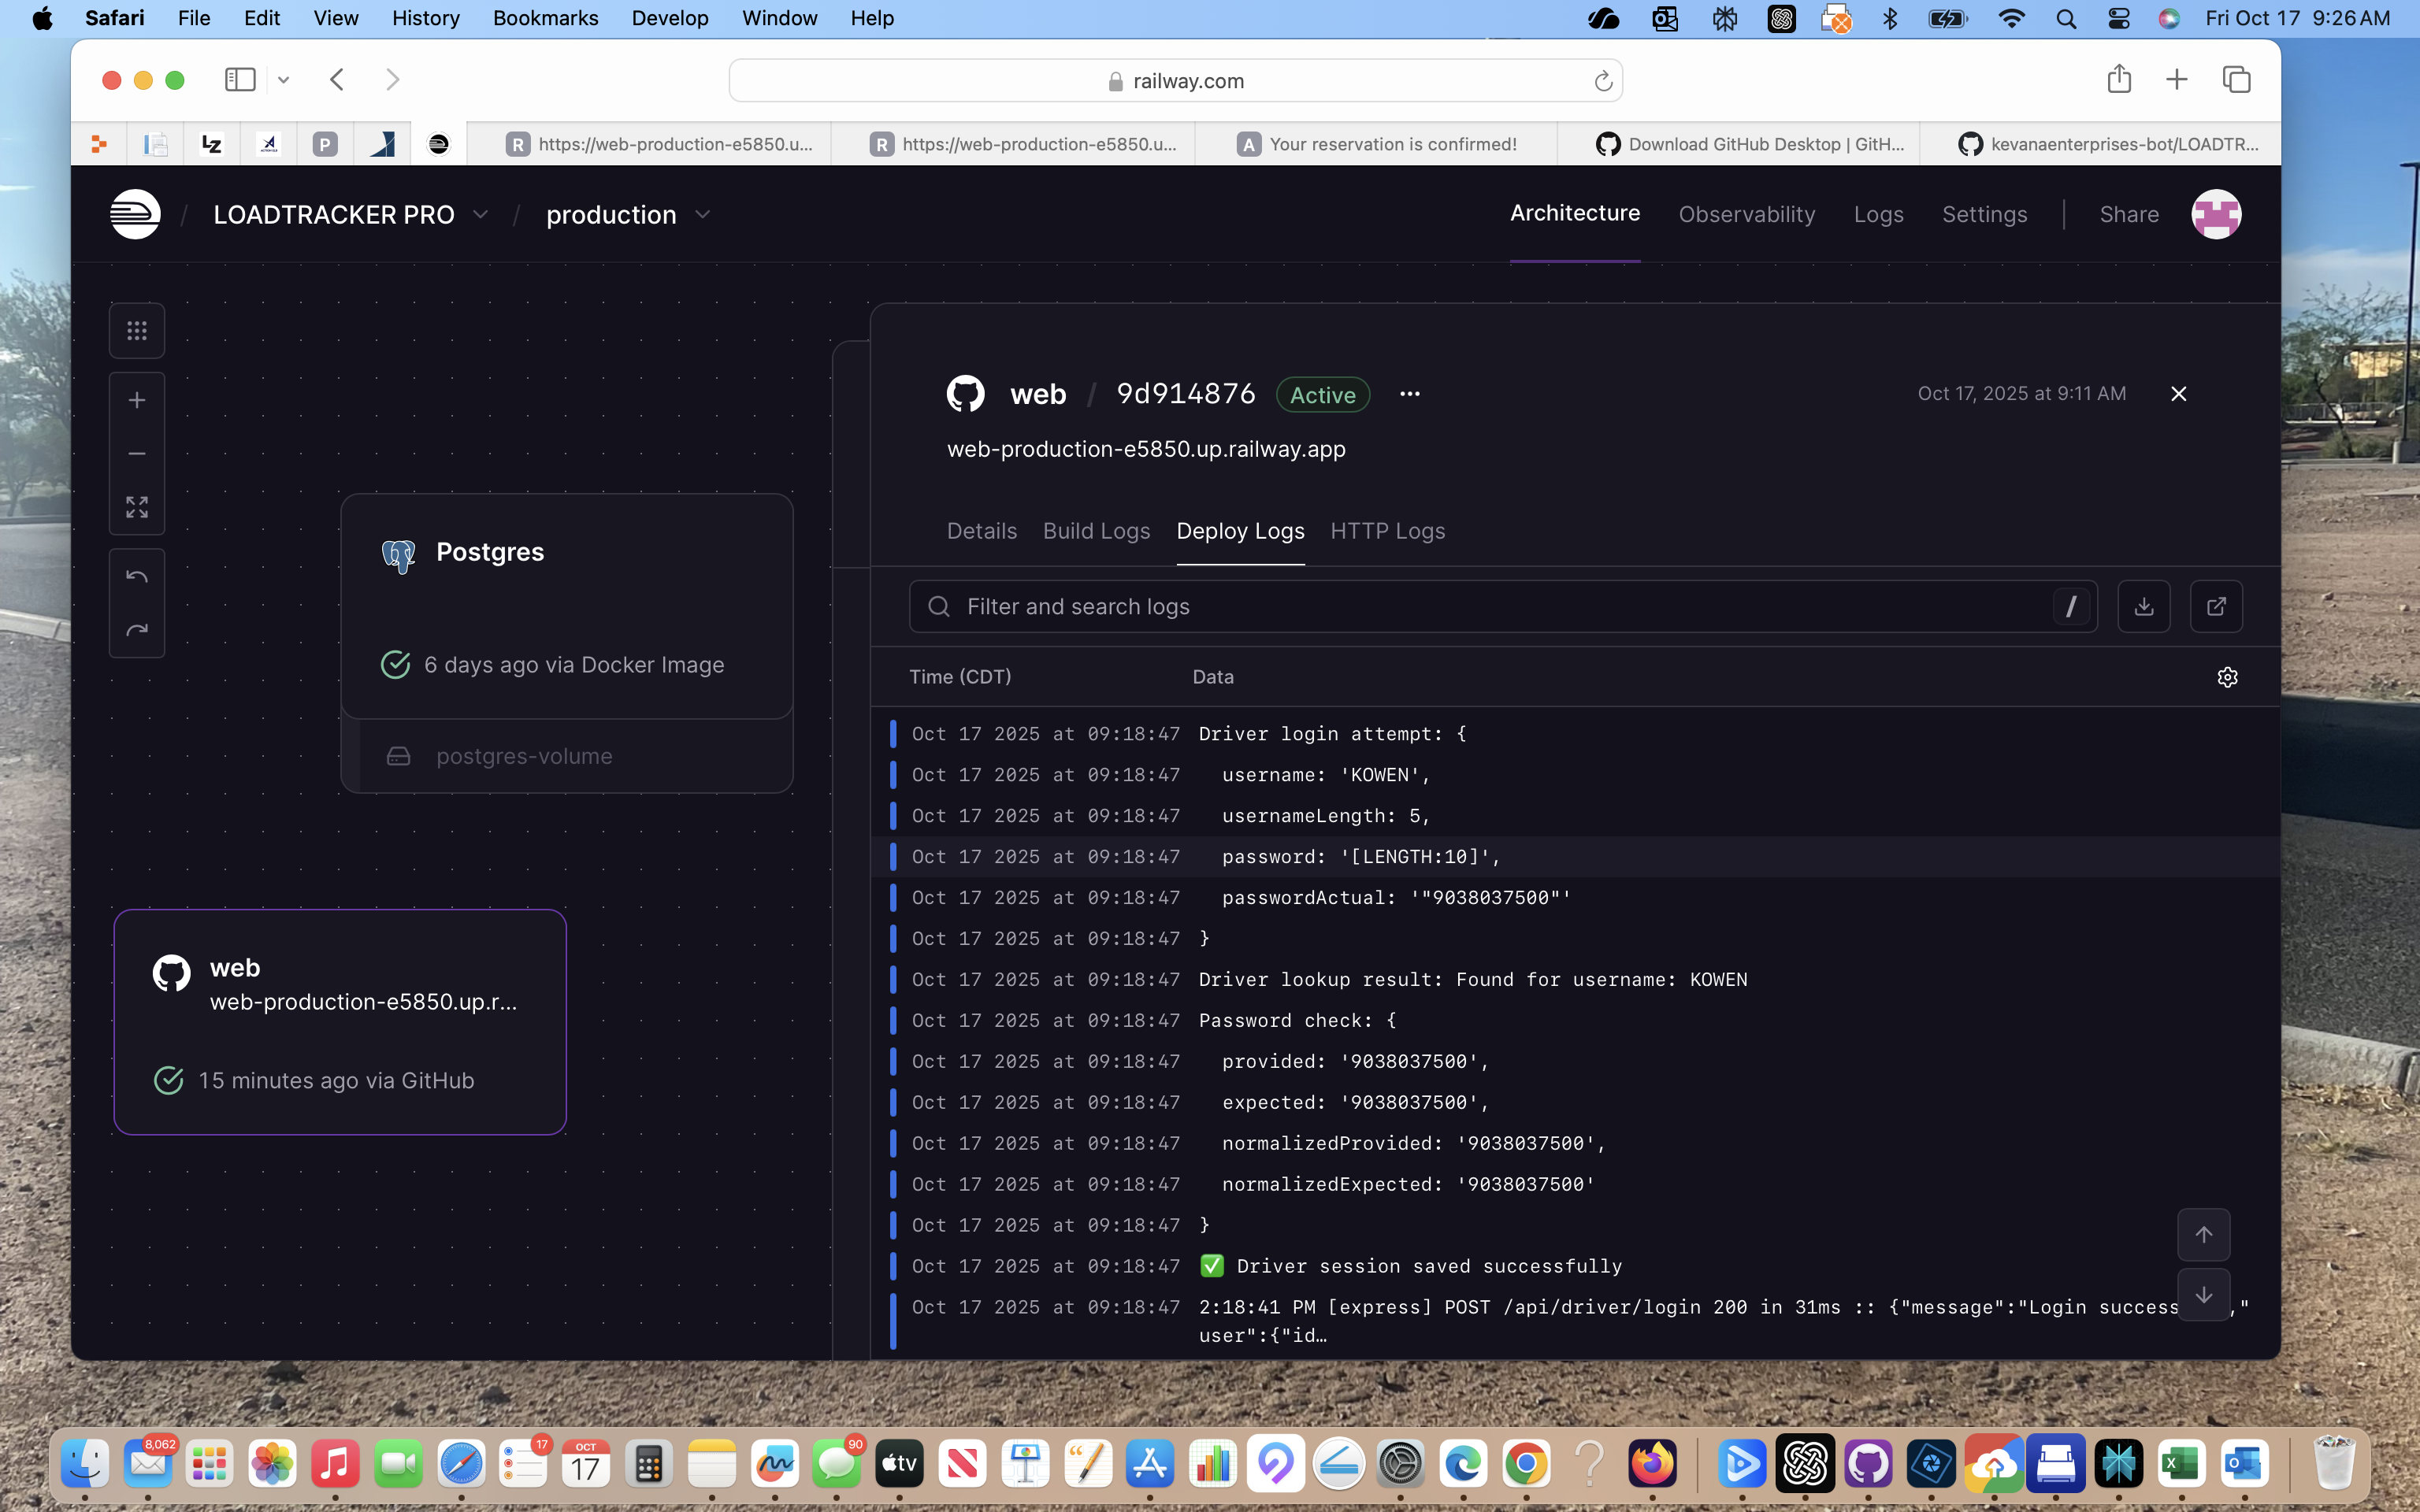 Safari File Edit View History Bookmarks Develop Window Help Fri Oct 17 9:26 AM
railway.com
LZ P R https://web-production-e5850.u... R https://web-production-e5850.u... A Your reservation is confirmed! Download GitHub Desktop | GitH... kevanaenterprises-bot/LOADTR...
/ LOADTRACKER PRO / production Architecture Observability Logs Settings | Share
web / 9d914876 Active ... Oct 17, 2025 at 9:11 AM
web-production-e5850.up.railway.app
Details Build Logs Deploy Logs HTTP Logs
Filter and search logs /
Time (CDT) Data
Postgres
6 days ago via Docker Image
postgres-volume
web
web-production-e5850.up.r...
15 minutes ago via GitHub
Oct 17 2025 at 09:18:47 Driver login attempt: {
Oct 17 2025 at 09:18:47 username: 'KOWEN',
Oct 17 2025 at 09:18:47 usernameLength: 5,
Oct 17 2025 at 09:18:47 password: '[LENGTH:10]',
Oct 17 2025 at 09:18:47 passwordActual: '"9038037500"'
Oct 17 2025 at 09:18:47 }
Oct 17 2025 at 09:18:47 Driver lookup result: Found for username: KOWEN
Oct 17 2025 at 09:18:47 Password check: {
Oct 17 2025 at 09:18:47 provided: '9038037500',
Oct 17 2025 at 09:18:47 expected: '9038037500',
Oct 17 2025 at 09:18:47 normalizedProvided: '9038037500',
Oct 17 2025 at 09:18:47 normalizedExpected: '9038037500'
Oct 17 2025 at 09:18:47 }
Oct 17 2025 at 09:18:47 ✅ Driver session saved successfully
Oct 17 2025 at 09:18:47 2:18:41 PM [express] POST /api/driver/login 200 in 31ms :: {"message":"Login success ,"
user":{"id…
8,062 17 OCT 17 90 tv